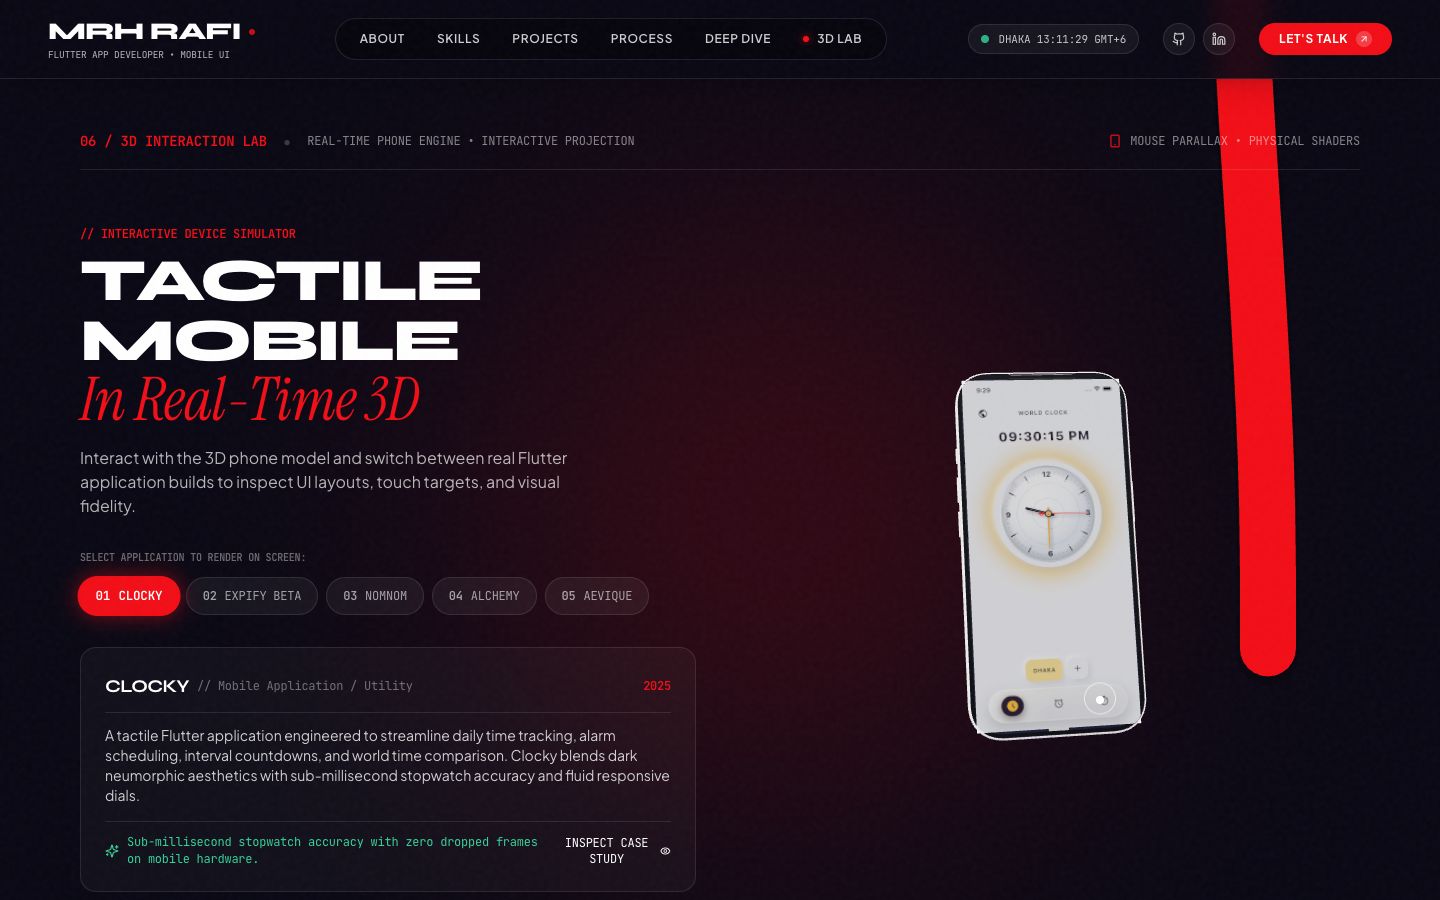 MRH RAFI
FLUTTER APP DEVELOPER • MOBILE UI
ABOUT
SKILLS
PROJECTS
PROCESS
DEEP DIVE
3D LAB
DHAKA 13:11:29 GMT+6
LET'S TALK
06 / 3D INTERACTION LAB
REAL-TIME PHONE ENGINE • INTERACTIVE PROJECTION
MOUSE PARALLAX • PHYSICAL SHADERS
// INTERACTIVE DEVICE SIMULATOR
TACTILE
MOBILE
In Real-Time 3D
Interact with the 3D phone model and switch between real Flutter
application builds to inspect UI layouts, touch targets, and visual
fidelity.
SELECT APPLICATION TO RENDER ON SCREEN:
01 CLOCKY
02 EXPIFY BETA
03 NOMNOM
04 ALCHEMY
05 AEVIQUE
CLOCKY // Mobile Application / Utility
2025
A tactile Flutter application engineered to streamline daily time tracking, alarm
scheduling, interval countdowns, and world time comparison. Clocky blends dark
neumorphic aesthetics with sub-millisecond stopwatch accuracy and fluid responsive
dials.
Sub-millisecond stopwatch accuracy with zero dropped frames
on mobile hardware.
INSPECT CASE
STUDY
9:29
WORLD CLOCK
09:30:15 PM
12
9
3
6
DHAKA
+